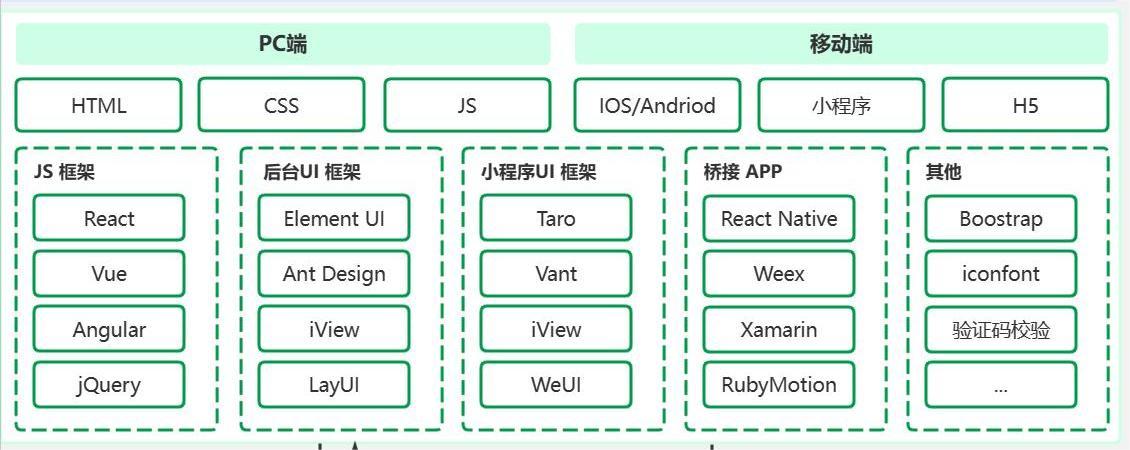 PC端
移动端
HTML
CSS
JS
IOS/Andriod
小程序
H5
JS 框架
React
Vue
Angular
jQuery
后台UI 框架
Element UI
Ant Design
iView
LayUI
小程序UI 框架
Taro
Vant
iView
WeUI
桥接 APP
React Native
Weex
Xamarin
RubyMotion
其他
Boostrap
iconfont
验证码校验
...